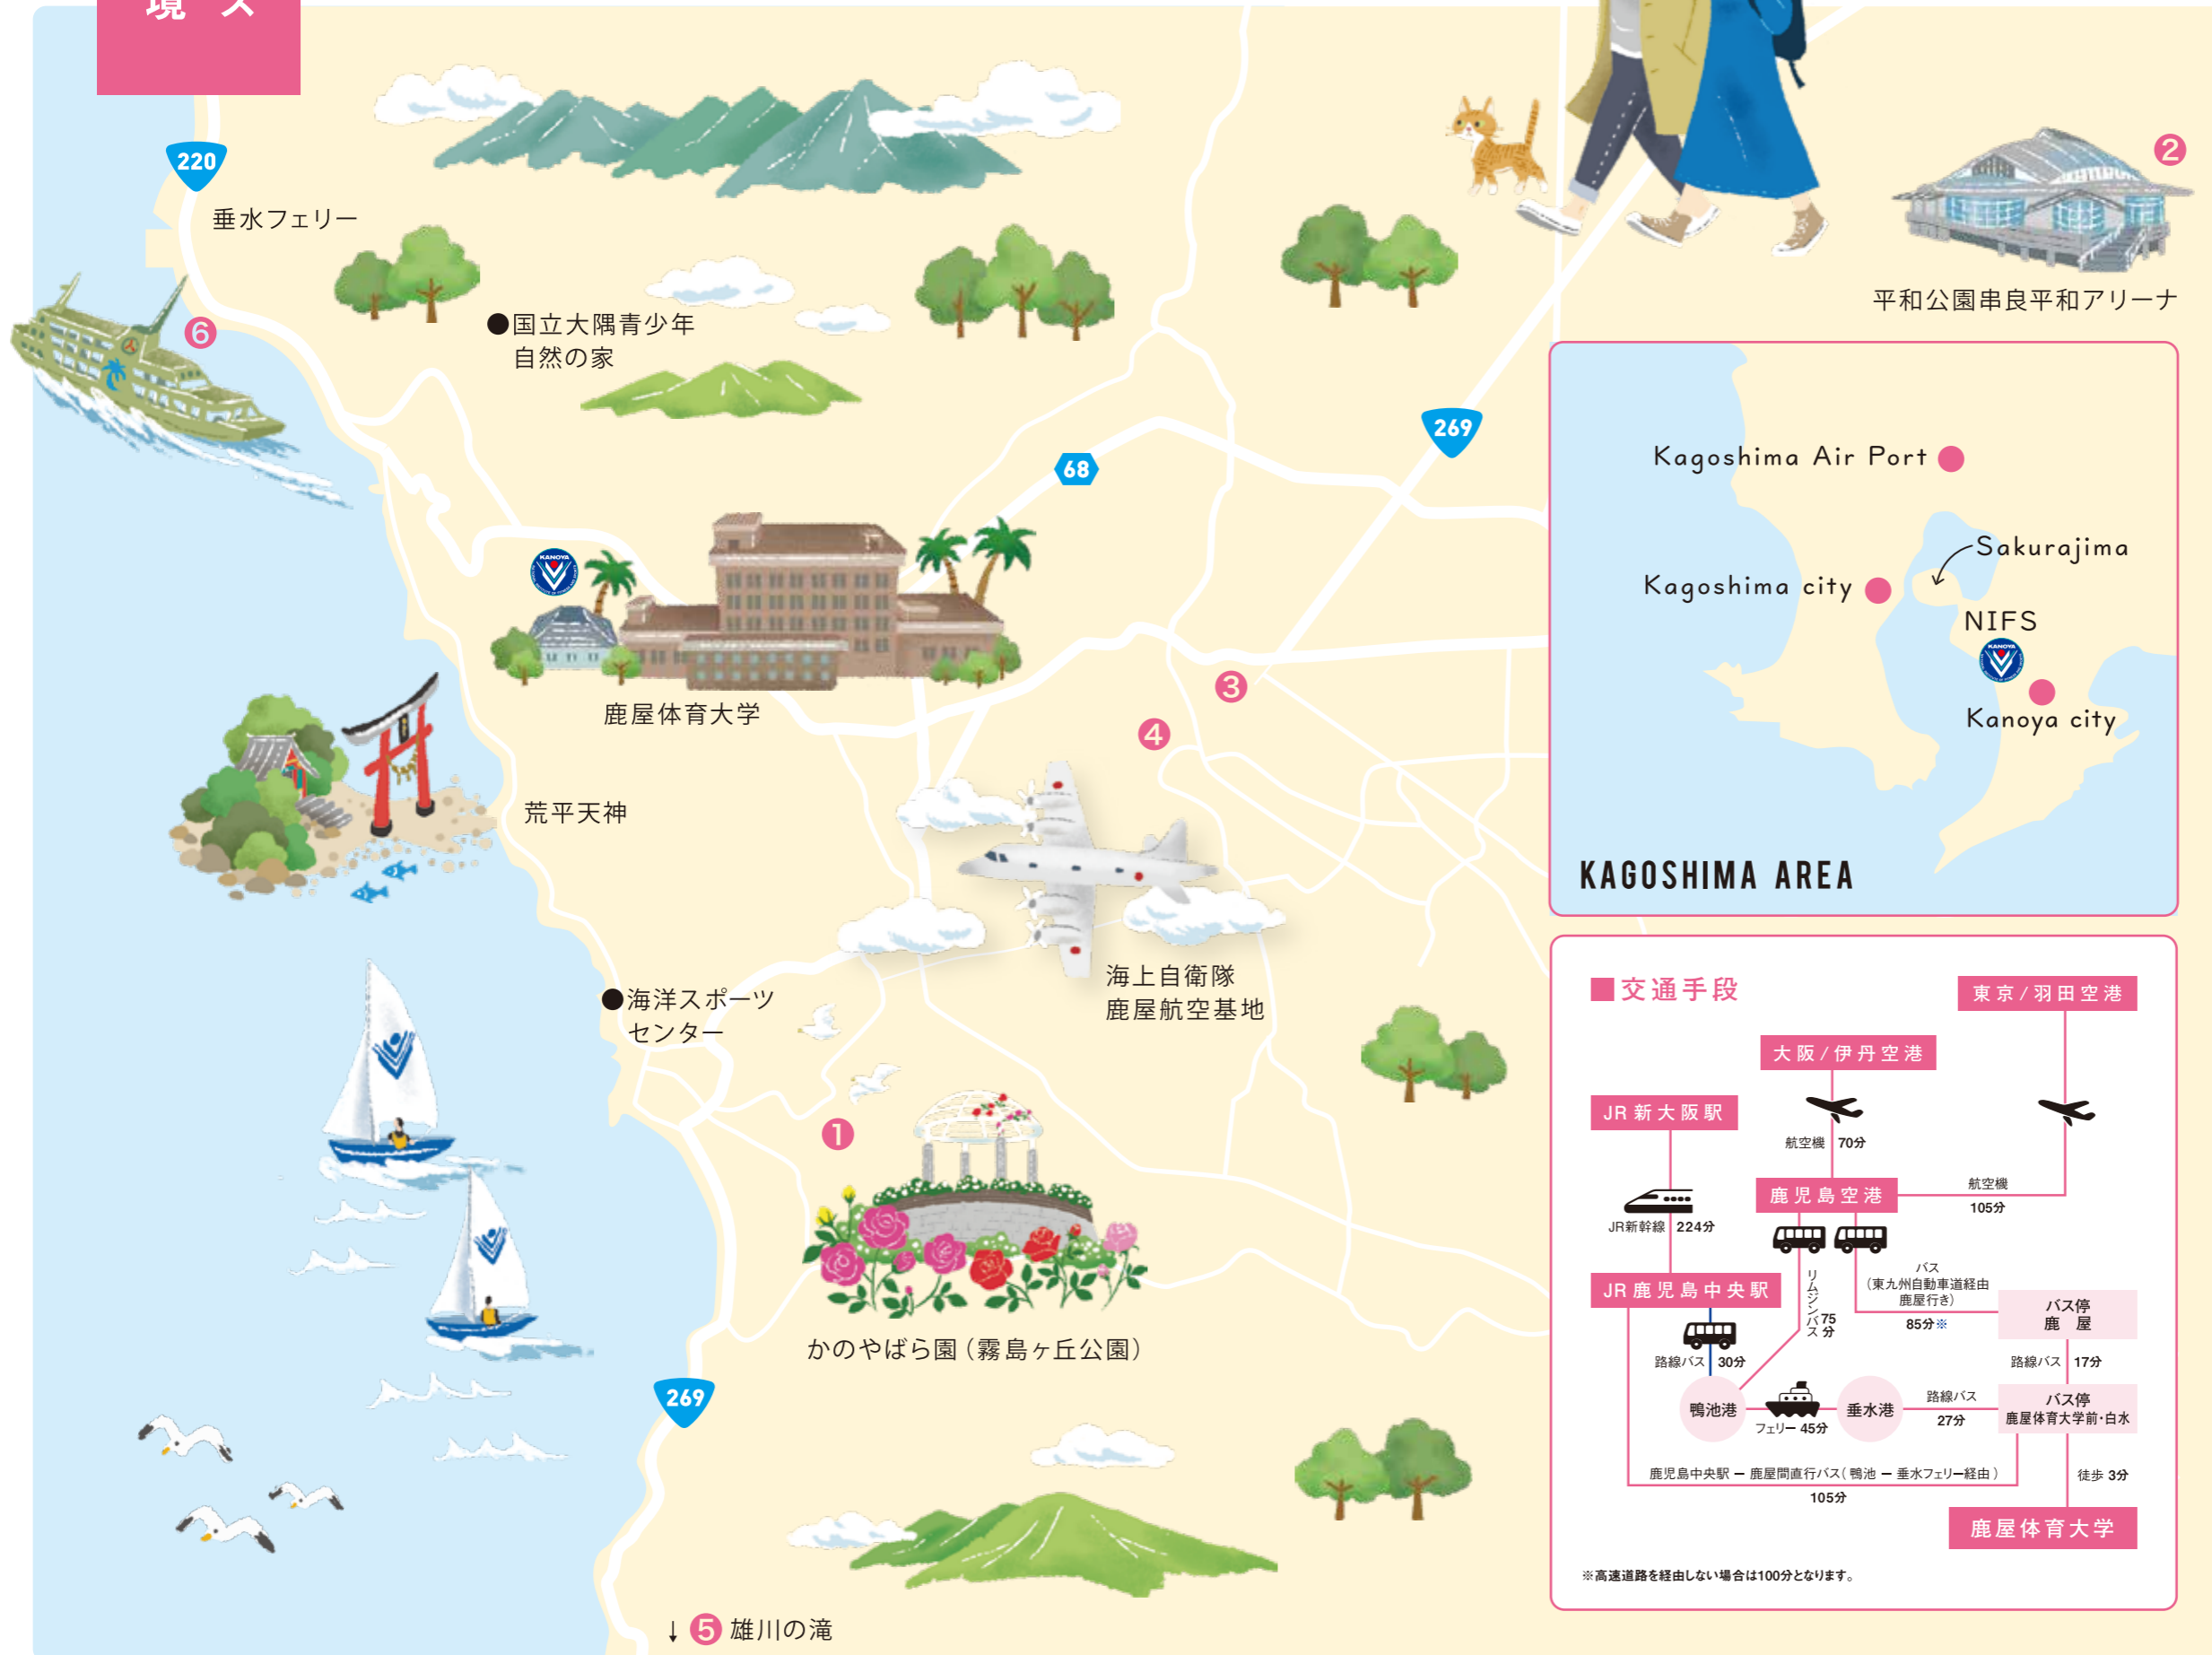 境 ス
220
垂水フェリー
6
●国立大隅青少年
自然の家
2
平和公園串良平和アリーナ
269
68
KANOYA
鹿屋体育大学
3
4
荒平天神
海上自衛隊
鹿屋航空基地
●海洋スポーツ
センター
1
かのやばら園(霧島ヶ丘公園)
269
↓ 5 雄川の滝
Kagoshima Air Port
Sakurajima
Kagoshima city
NIFS
KANOYA
Kanoya city
KAGOSHIMA AREA
■交通手段
東京/羽田空港
大阪/伊丹空港
JR新大阪駅
航空機 70分
鹿児島空港
航空機
105分
JR新幹線 224分
JR鹿児島中央駅
リムジンバス 75分
バス
(東九州自動車道経由
鹿屋行き)
85分※
バス停
鹿 屋
路線バス 30分
路線バス 17分
鴨池港
フェリー 45分
垂水港
路線バス
27分
バス停
鹿屋体育大学前・白水
鹿児島中央駅 ー 鹿屋間直行バス(鴨池 ー 垂水フェリー経由)
105分
徒歩 3分
鹿屋体育大学
※高速道路を経由しない場合は100分となります。